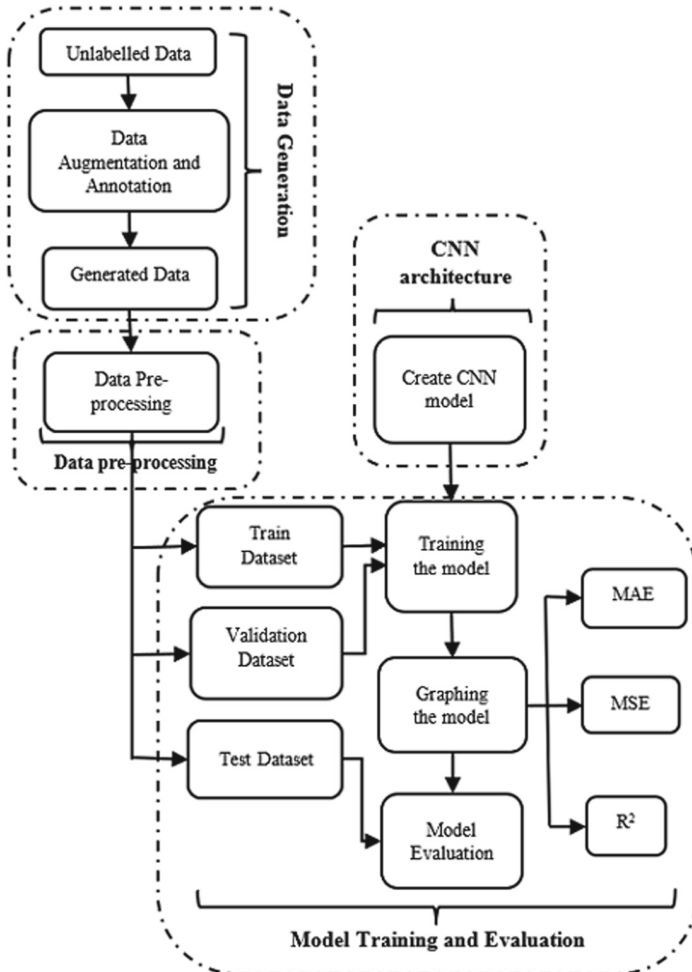 Unlabelled Data
Data
Augmentation and
Annotation
Generated Data
Data Generation
Data Pre-
processing
Data pre-processing
CNN
architecture
Create CNN
model
Train
Dataset
Validation
Dataset
Test Dataset
Training
the model
Graphing
the model
Model
Evaluation
MAE
MSE
R²
Model Training and Evaluation